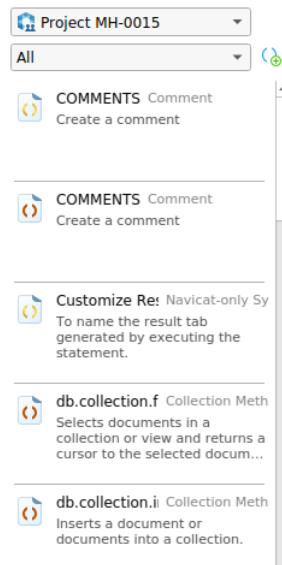 Project MH-0015
All
COMMENTS Comment
Create a comment
COMMENTS Comment
Create a comment
Customize Res Navicat-only Sy
To name the result tab
generated by executing the
statement.
db.collection.f Collection Meth
Selects documents in a
collection or view and returns a
cursor to the selected docum...
db.collection.i Collection Meth
Inserts a document or
documents into a collection.